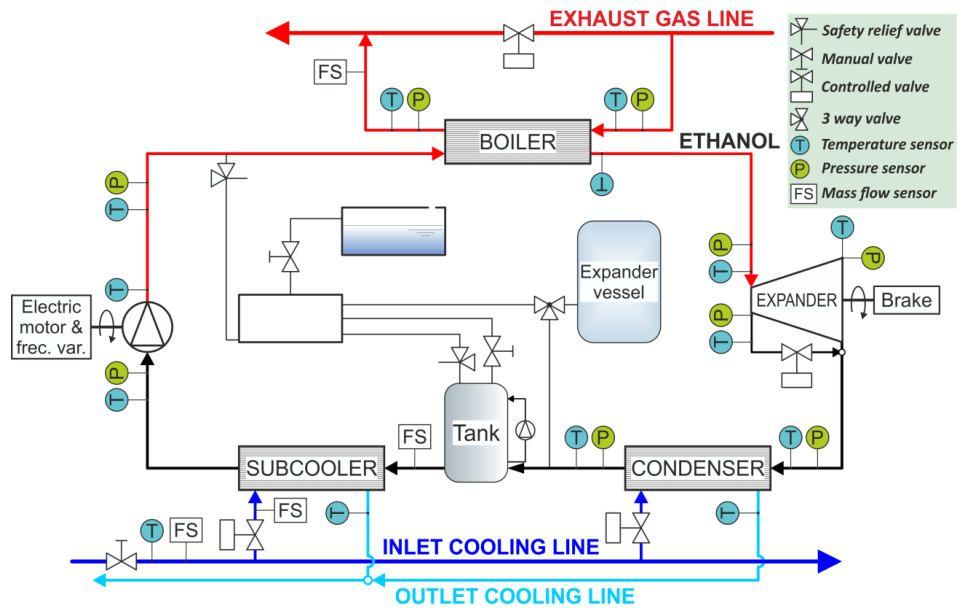 EXHAUST GAS LINE
Safety relief valve
Manual valve
Controlled valve
3 way valve
T
Temperature sensor
P
Pressure sensor
FS
Mass flow sensor
FS
T
P
T
P
BOILER
ETHANOL
T
P
T
T
Electric
motor &
frec. var.
P
T
Expander
vessel
P
T
P
T
T
P
EXPANDER
Brake
Tank
FS
T
P
T
P
SUBCOOLER
CONDENSER
FS
T
T
T
FS
INLET COOLING LINE
OUTLET COOLING LINE